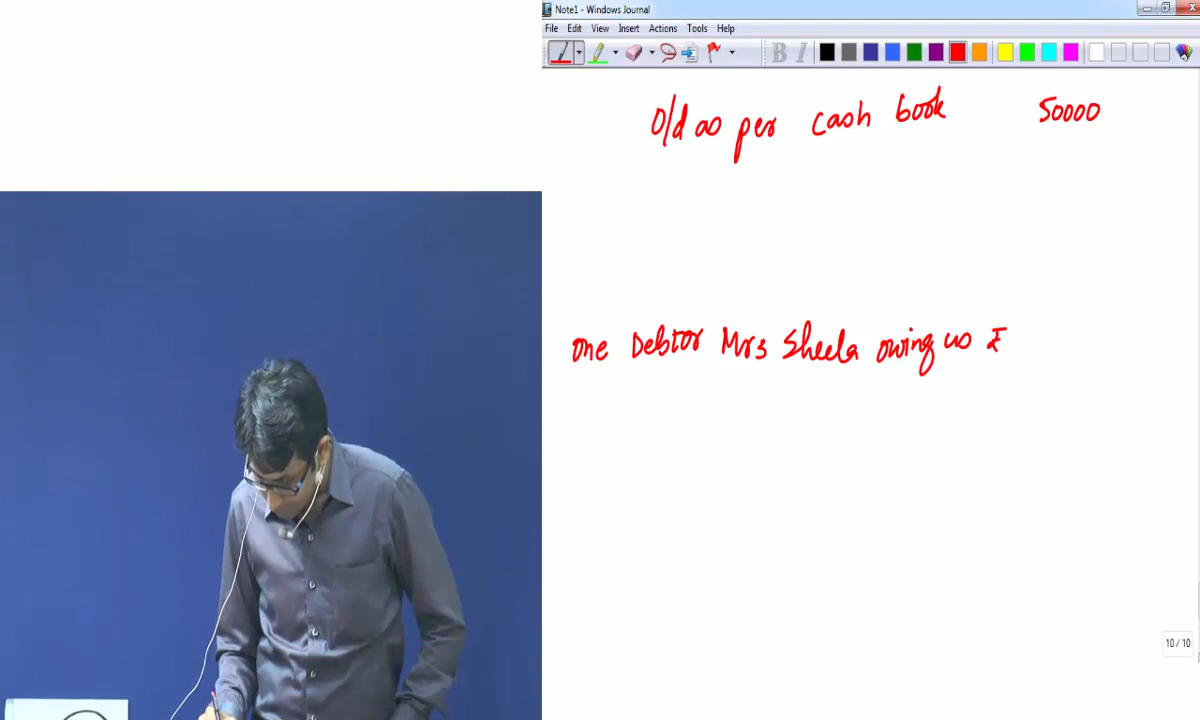 Note1 - Windows Journal
File Edit View Insert Actions Tools Help
B I
O/d as per cash book 50000
one Debtor Mrs Sheela owing us ₹
10 / 10